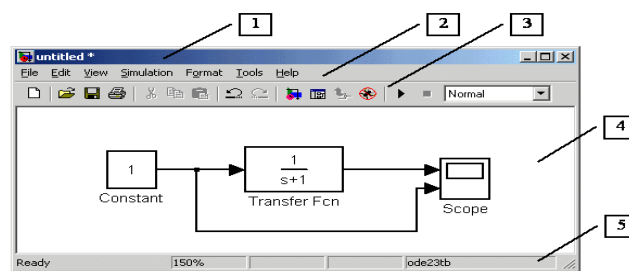 1
2
3
untitled *
File Edit View Simulation Format Tools Help
Normal
4
1
Constant
1
s+1
Transfer Fcn
Scope
5
Ready 150% ode23tb